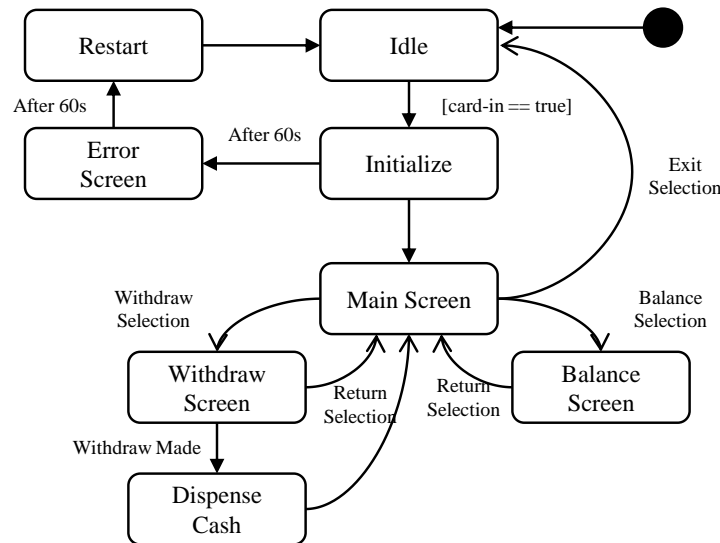 Restart
Idle
After 60s
[card-in == true]
Error
Screen
After 60s
Initialize
Exit
Selection
Withdraw
Selection
Main Screen
Balance
Selection
Withdraw
Screen
Return
Selection
Return
Selection
Balance
Screen
Withdraw Made
Dispense
Cash